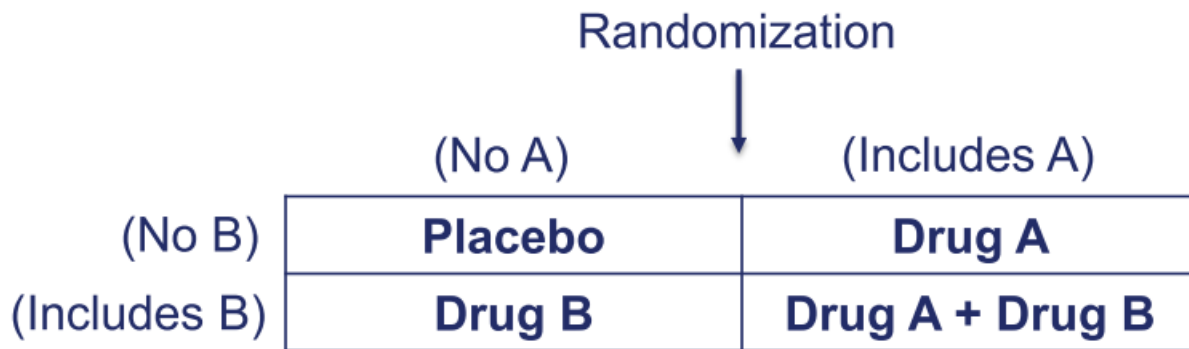 Randomization
(No A) (Includes A)
(No B) Placebo Drug A
(Includes B) Drug B Drug A + Drug B